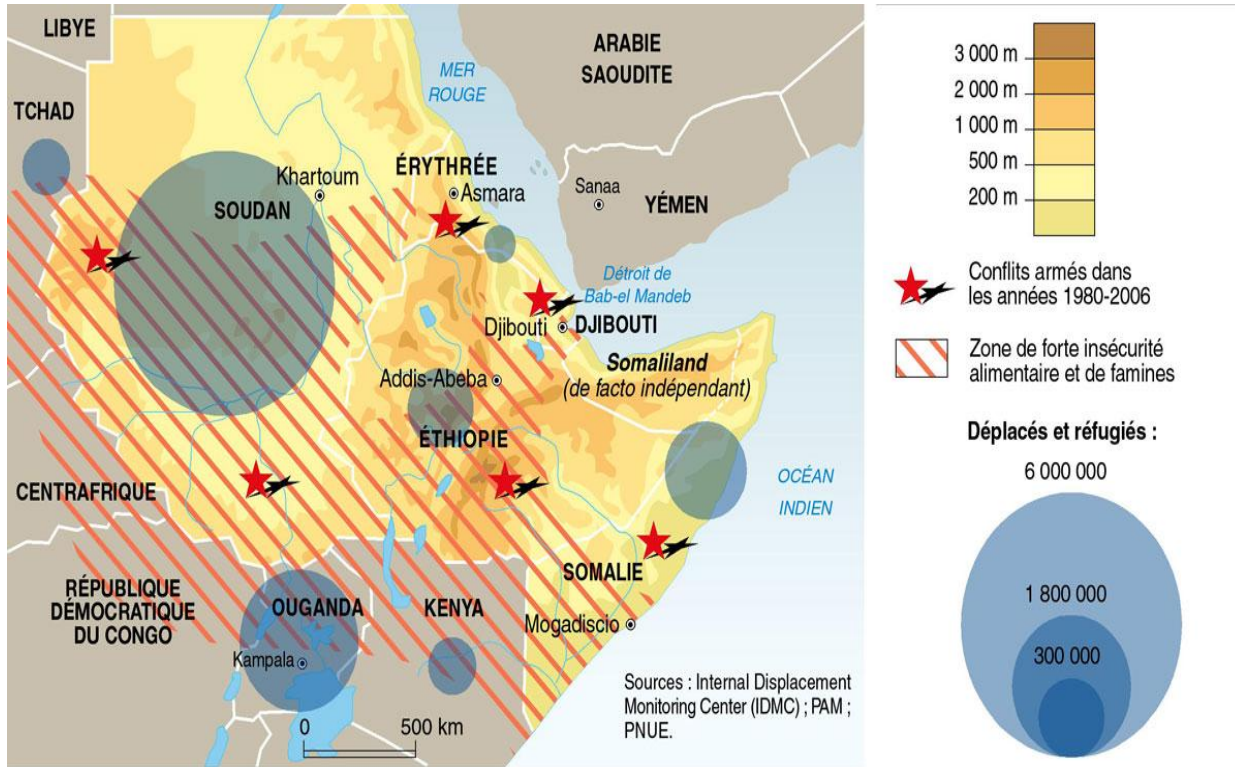 LIBYE
TCHAD
MER
ROUGE
ARABIE
SAOUDITE
ÉRYTHRÉE
Khartoum
Asmara
Sanaa
SOUDAN
YÉMEN
Détroit de
Bab-el Mandeb
Djibouti
DJIBOUTI
Somaliland
(de facto indépendant)
Addis-Abeba
ÉTHIOPIE
OCÉAN
INDIEN
CENTRAFRIQUE
SOMALIE
RÉPUBLIQUE
DÉMOCRATIQUE
DU CONGO
OUGANDA
KENYA
Mogadiscio
Kampala
0 500 km
Sources : Internal Displacement
Monitoring Center (IDMC) ; PAM ;
PNUE.
3 000 m
2 000 m
1 000 m
500 m
200 m
Conflits armés dans
les années 1980-2006
Zone de forte insécurité
alimentaire et de famines
Déplacés et réfugiés :
6 000 000
1 800 000
300 000